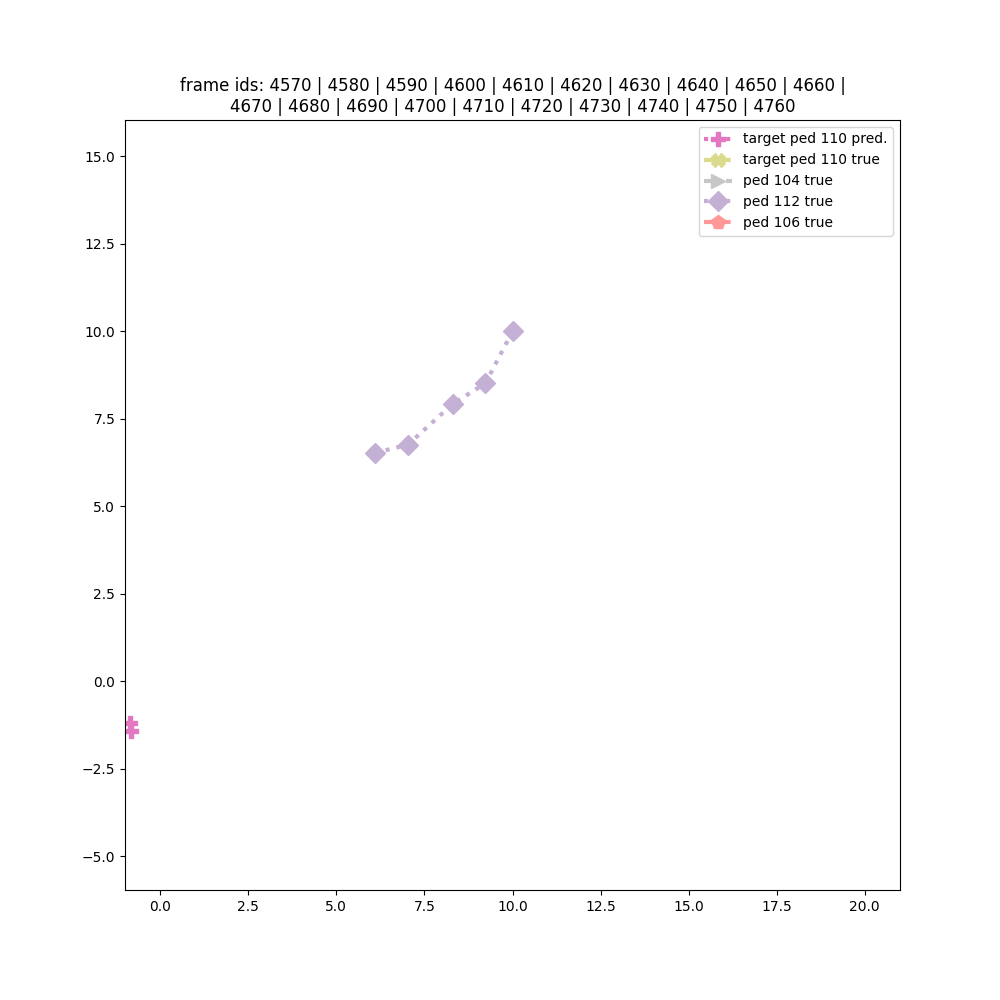 frame ids: 4570 | 4580 | 4590 | 4600 | 4610 | 4620 | 4630 | 4640 | 4650 | 4660 |
4670 | 4680 | 4690 | 4700 | 4710 | 4720 | 4730 | 4740 | 4750 | 4760
target ped 110 pred.
target ped 110 true
ped 104 true
ped 112 true
ped 106 true
15.0
12.5
10.0
7.5
5.0
2.5
0.0
−2.5
−5.0
0.0 2.5 5.0 7.5 10.0 12.5 15.0 17.5 20.0